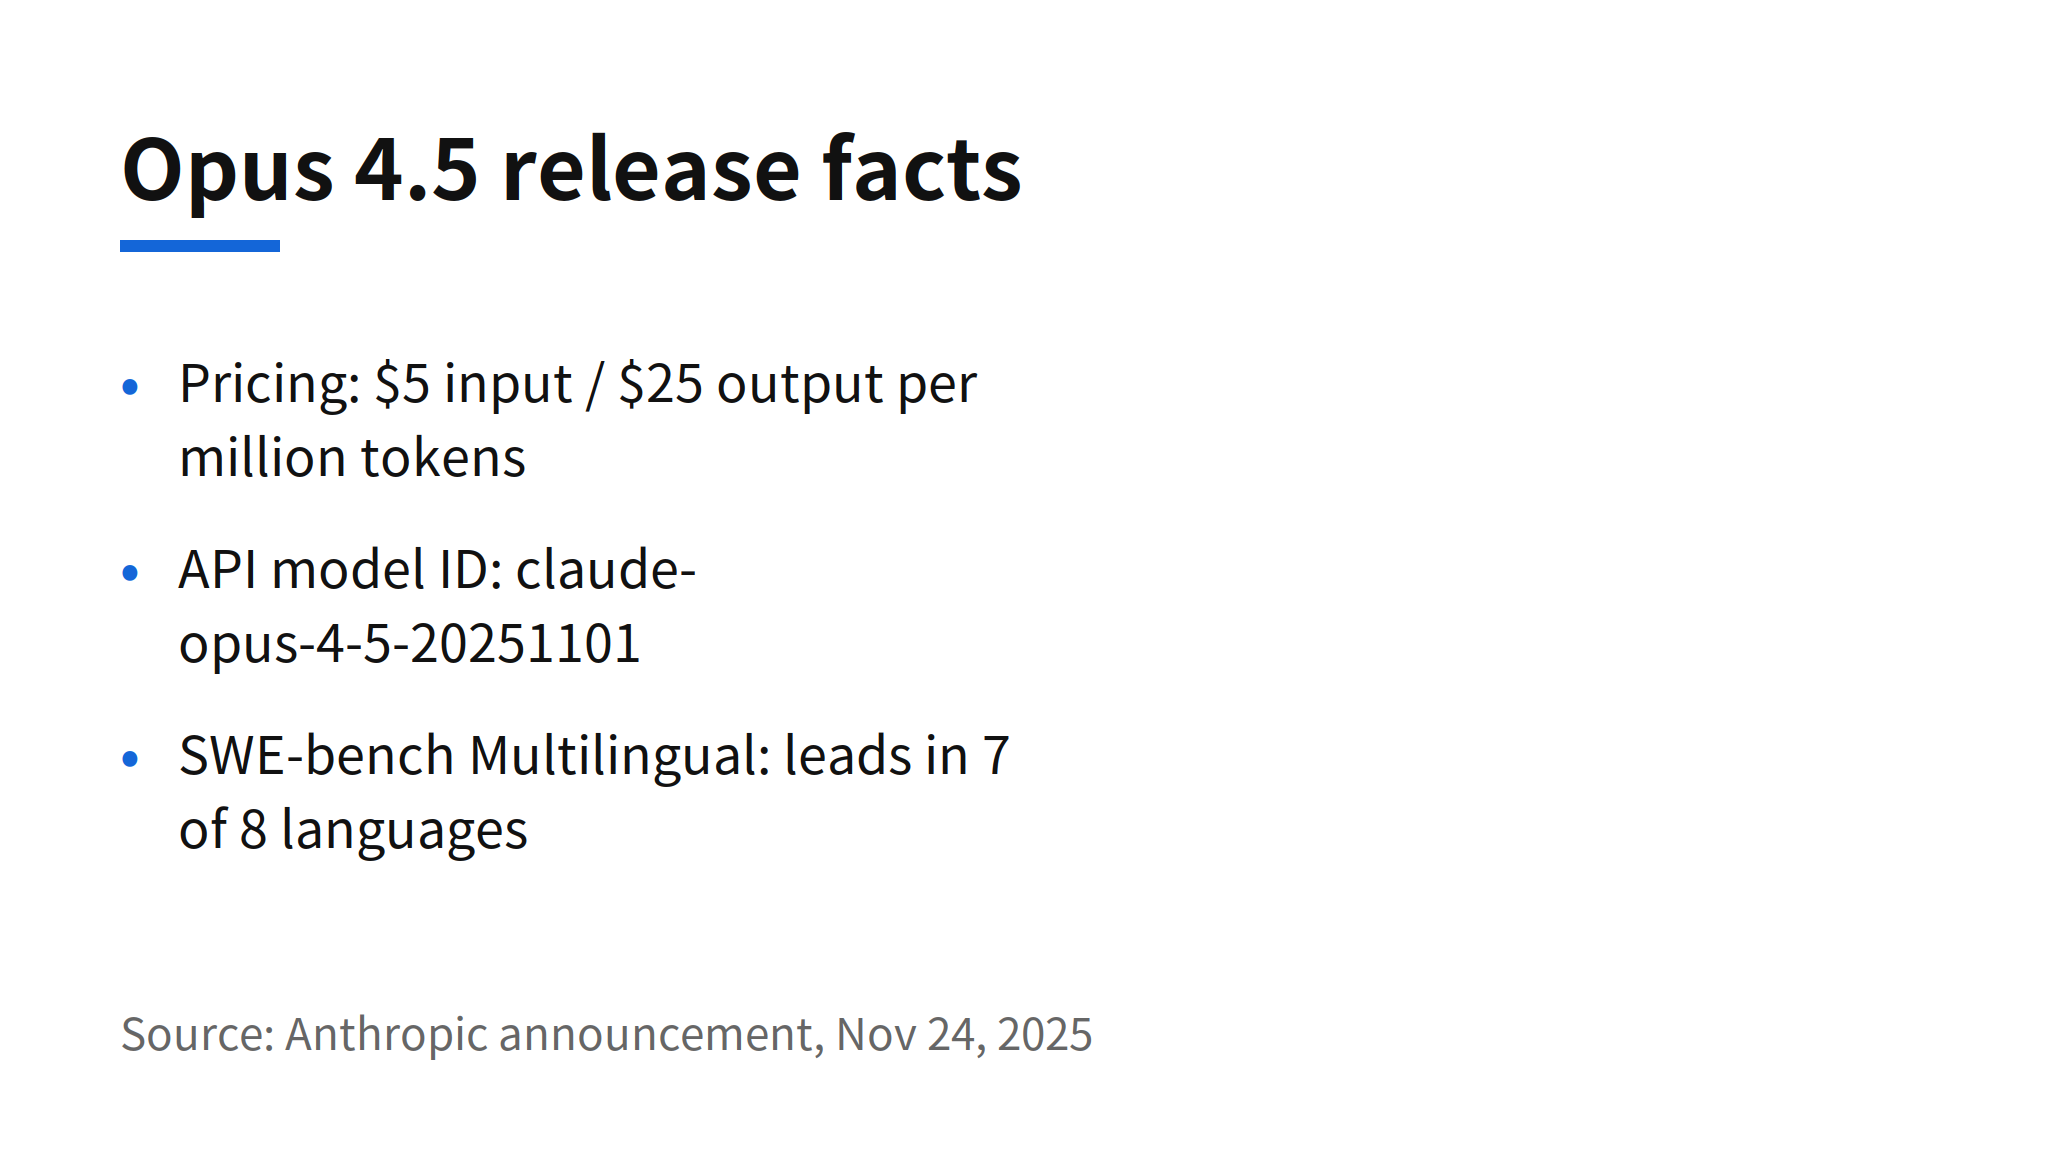 Opus 4.5 release facts
• Pricing: $5 input / $25 output per
million tokens
• API model ID: claude-
opus-4-5-20251101
• SWE-bench Multilingual: leads in 7
of 8 languages
Source: Anthropic announcement, Nov 24, 2025